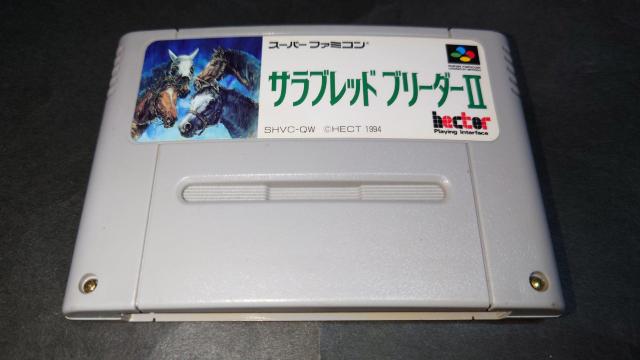 スーパーファミコン
サラブレッド ブリーダーII
SHVC-QW ©HECT 1994
hector
Playing Interface